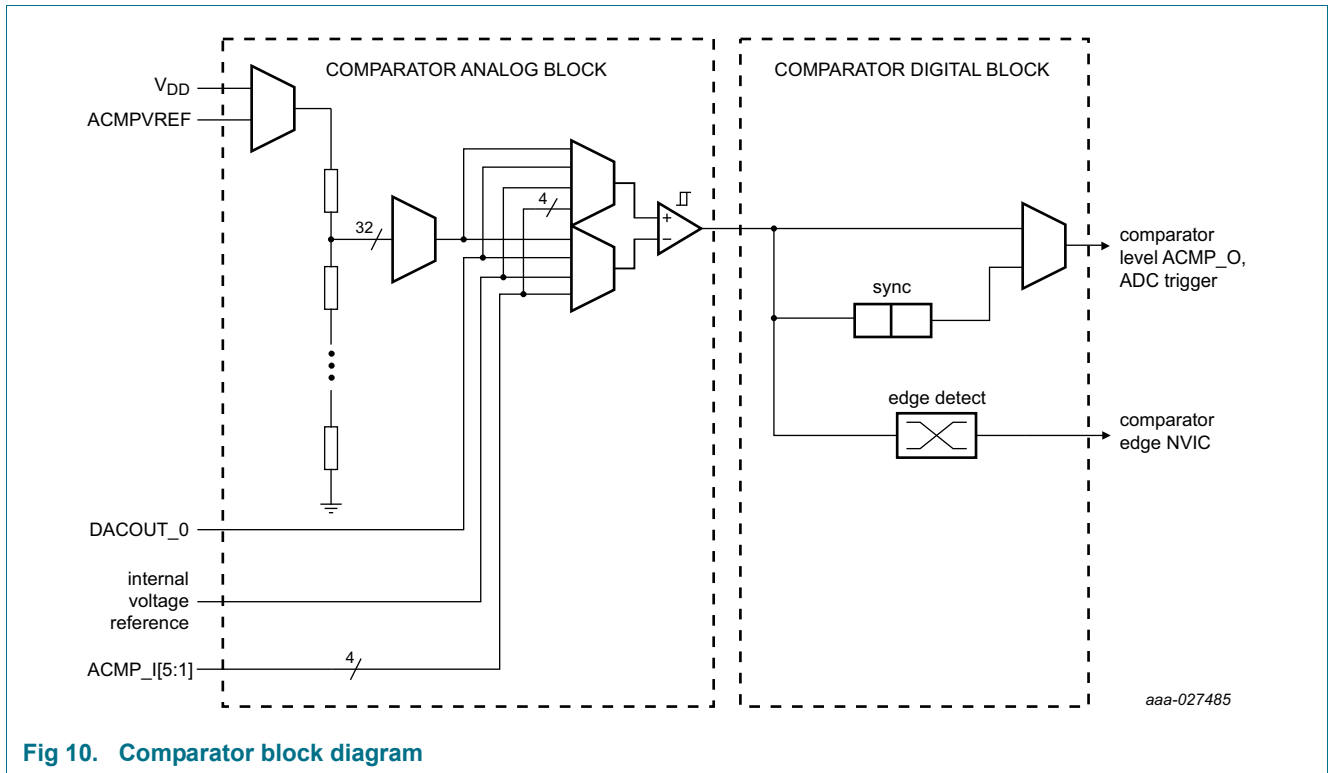 COMPARATOR ANALOG BLOCK
COMPARATOR DIGITAL BLOCK
VDD
ACMPVREF
32
4
+
−
sync
edge detect
comparator
level ACMP_O,
ADC trigger
comparator
edge NVIC
DACOUT_0
internal
voltage
reference
ACMP_I[5:1]
4
aaa-027485
Fig 10. Comparator block diagram